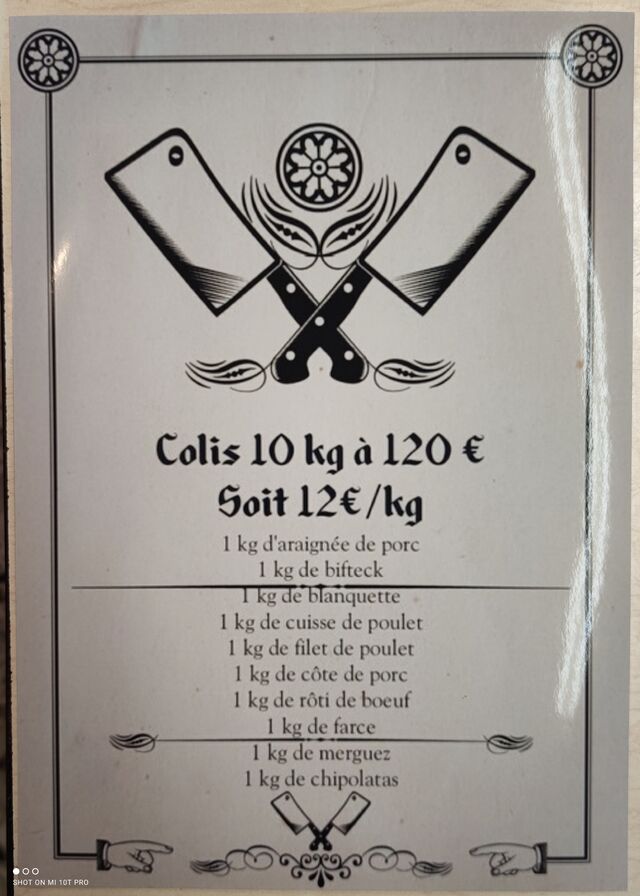 Colis 10 kg à 120 €
Soit 12€/kg
1 kg d'araignée de porc
1 kg de bifteck
1 kg de blanquette
1 kg de cuisse de poulet
1 kg de filet de poulet
1 kg de côte de porc
1 kg de rôti de boeuf
1 kg de farce
1 kg de merguez
1 kg de chipolatas
SHOT ON MI 10T PRO